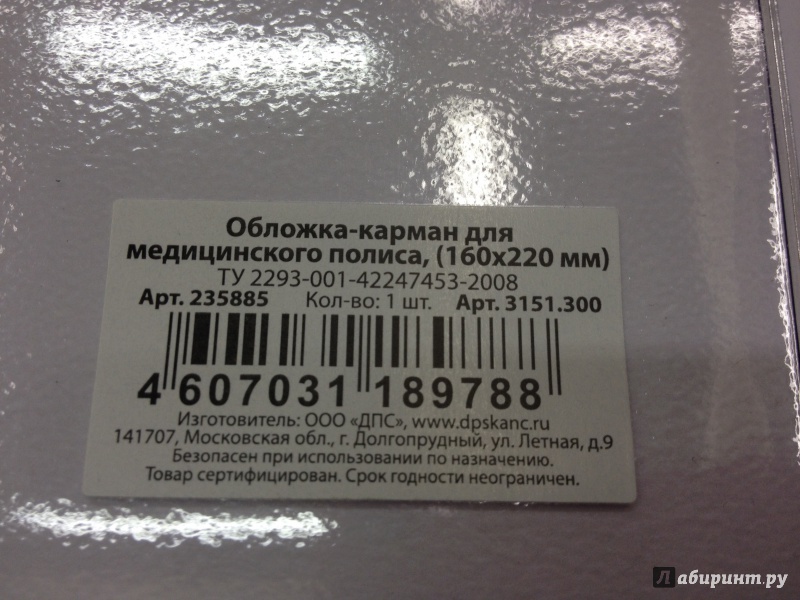 Обложка-карман для
медицинского полиса, (160х220 мм)
ТУ 2293-001-42247453-2008
Арт. 235885 Кол-во: 1 шт. Арт. 3151.300
4 607031 189788
Изготовитель: ООО «ДПС», www.dpskanc.ru
141707, Московская обл., г. Долгопрудный, ул. Летная, д.9
Безопасен при использовании по назначению.
Товар сертифицирован. Срок годности неограничен.
Лабиринт.ру